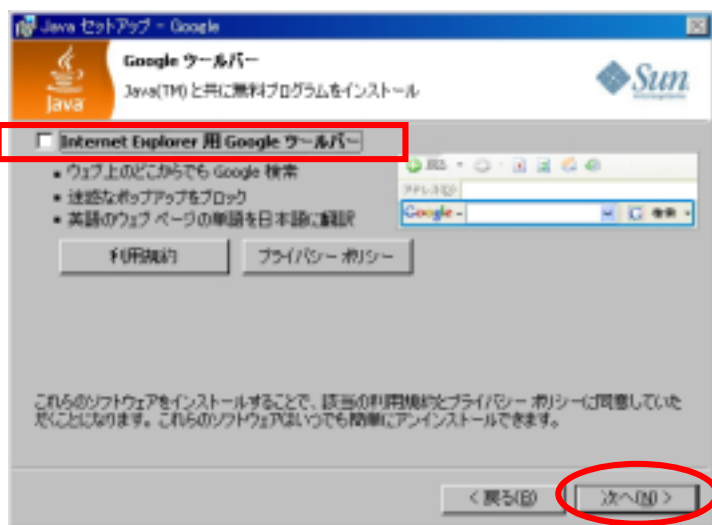 Java セットアップ - Google
Google ツールバー
Java(TM) と共に無料プログラムをインストール
Java
Sun
Internet Explorer 用 Google ツールバー
• ウェブ上のどこからでも Google 検索
• 迷惑なポップアップをブロック
• 英語のウェブ ページの単語を日本語に翻訳
戻る
アドレス(D)
Google
検索
利用規約
プライバシー ポリシー
これらのソフトウェアをインストールすることで、該当の利用規約とプライバシー ポリシーに同意していた
だくことになります。これらのソフトウェアはいつでも簡単にアンインストールできます。
< 戻る(B)
次へ(N) >